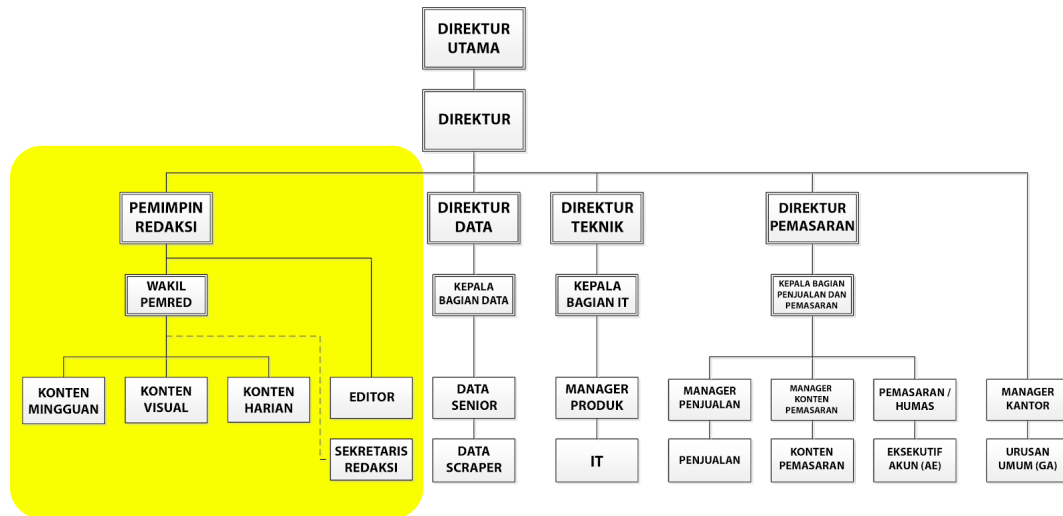 DIREKTUR
UTAMA
DIREKTUR
PEMIMPIN
REDAKSI
DIREKTUR
DATA
DIREKTUR
TEKNIK
DIREKTUR
PEMASARAN
WAKIL
PEMRED
KEPALA
BAGIAN DATA
KEPALA
BAGIAN IT
KEPALA BAGIAN
PENJUALAN DAN
PEMASARAN
KONTEN
MINGGUAN
KONTEN
VISUAL
KONTEN
HARIAN
EDITOR
DATA
SENIOR
MANAGER
PRODUK
MANAGER
PENJUALAN
MANAGER
KONTEN
PEMASARAN
PEMASARAN /
HUMAS
MANAGER
KANTOR
SEKRETARIS
REDAKSI
DATA
SCRAPER
IT
PENJUALAN
KONTEN
PEMASARAN
EKSEKUTIF
AKUN (AE)
URUSAN
UMUM (GA)